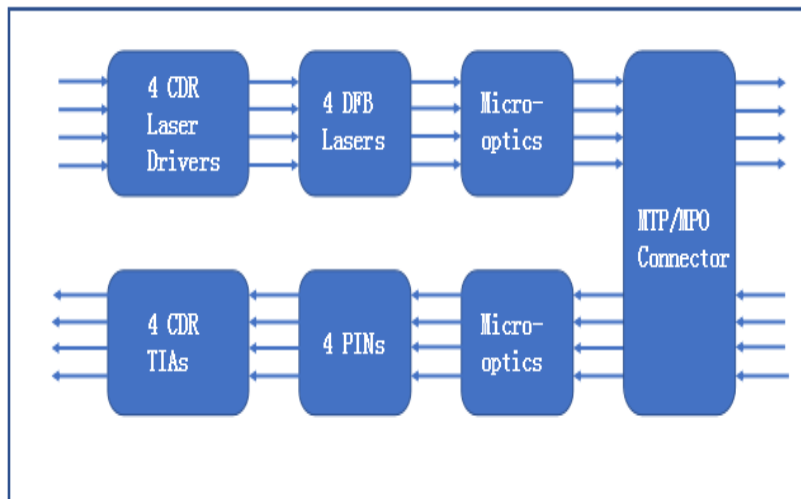 4 CDR
Laser
Drivers
4 DFB
Lasers
Micro-
optics
MTP/MPO
Connector
4 CDR
TIAs
4 PINs
Micro-
optics